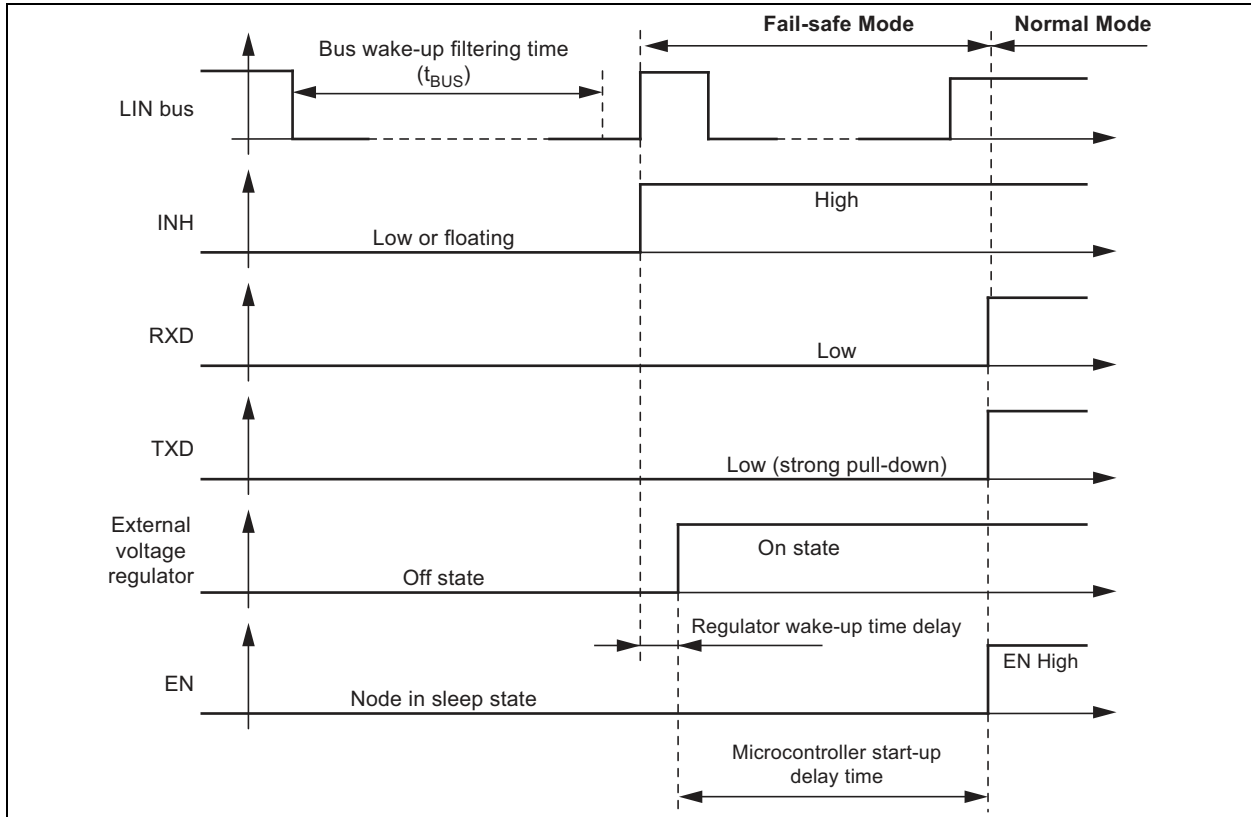 Fail-safe Mode
Normal Mode
Bus wake-up filtering time
(tBUS)
LIN bus
High
INH
Low or floating
RXD
Low
TXD
Low (strong pull-down)
External
voltage
regulator
On state
Off state
Regulator wake-up time delay
EN High
EN
Node in sleep state
Microcontroller start-up
delay time